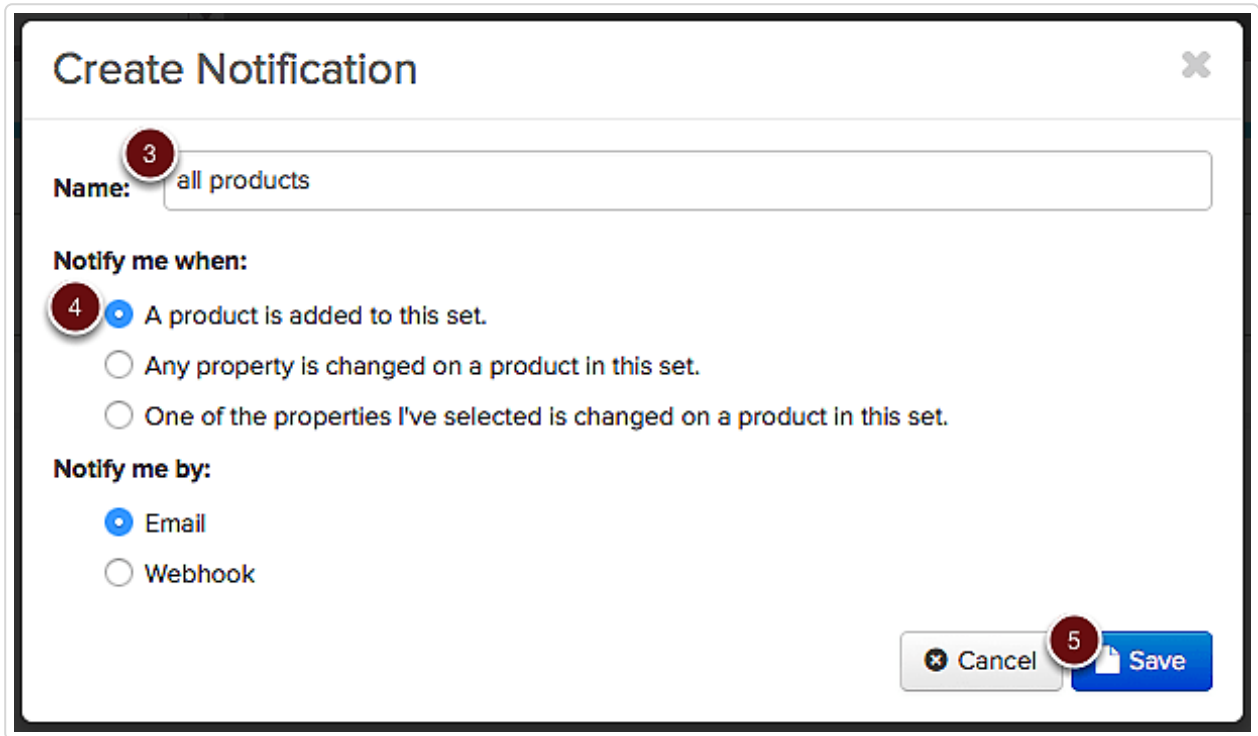 Create Notification
3
Name: all products
Notify me when:
4 A product is added to this set.
Any property is changed on a product in this set.
One of the properties I've selected is changed on a product in this set.
Notify me by:
Email
Webhook
Cancel 5 Save